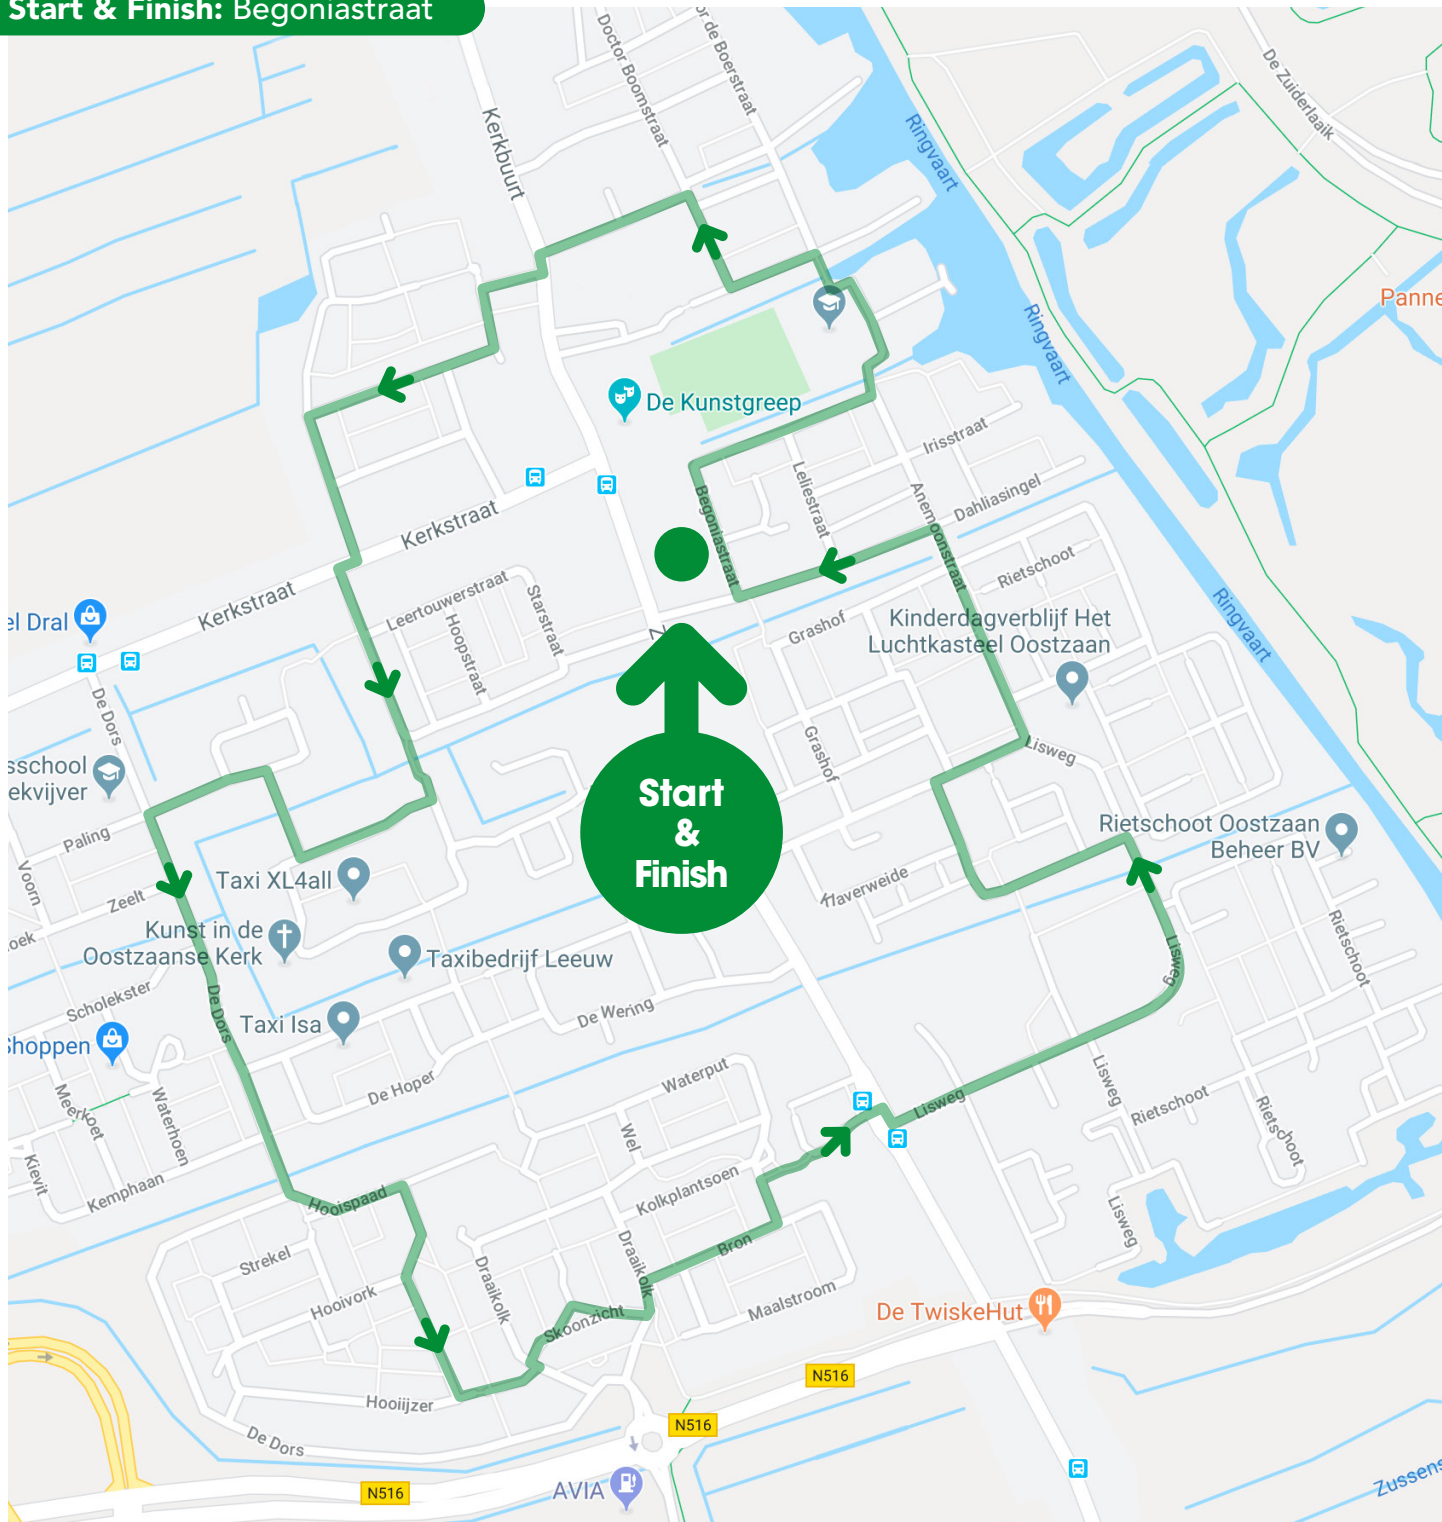 Start & Finish: Begoniastraat
Doctor Boomstraat
or de Boerstraat
De Zuiderlaaik
Kerkbuurt
Ringvaart
Ringvaart
Panne
De Kunstgreep
Irisstraat
Leliestraat
Begoniastraat
Anemoonstraat
Dahliasingel
Kerkstraat
Kerkstraat
Rietschoot
Leertouwerstraat
Starstraat
Hoopstraat
Grashof
Kinderdagverblijf Het
Luchtkasteel Oostzaan
Ringvaart
el Dral
De Dors
Z
Grashof
Lisweg
sschool
ekvijver
Start
&
Finish
Paling
Voorn
Zeelt
Taxi XL4all
Klaverweide
Rietschoot Oostzaan
Beheer BV
oek
Kunst in de
Oostzaanse Kerk
Taxibedrijf Leeuw
Lisweg
Rietschoot
Scholekster
De Dors
Taxi Isa
De Wering
Shoppen
De Hoper
Waterput
Meerkoet
Waterhoen
Lisweg
Lisweg
Rietschoot
Rietschoot
Wel
Kievit
Kemphaan
Hooispaad
Kolkplantsoen
Lisweg
Strekel
Draaikolk
Draaikolk
Bron
Hooivork
Skoonzicht
Maalstroom
De TwiskeHut
N516
Hooiijzer
N516
De Dors
N516
AVIA
Zussens